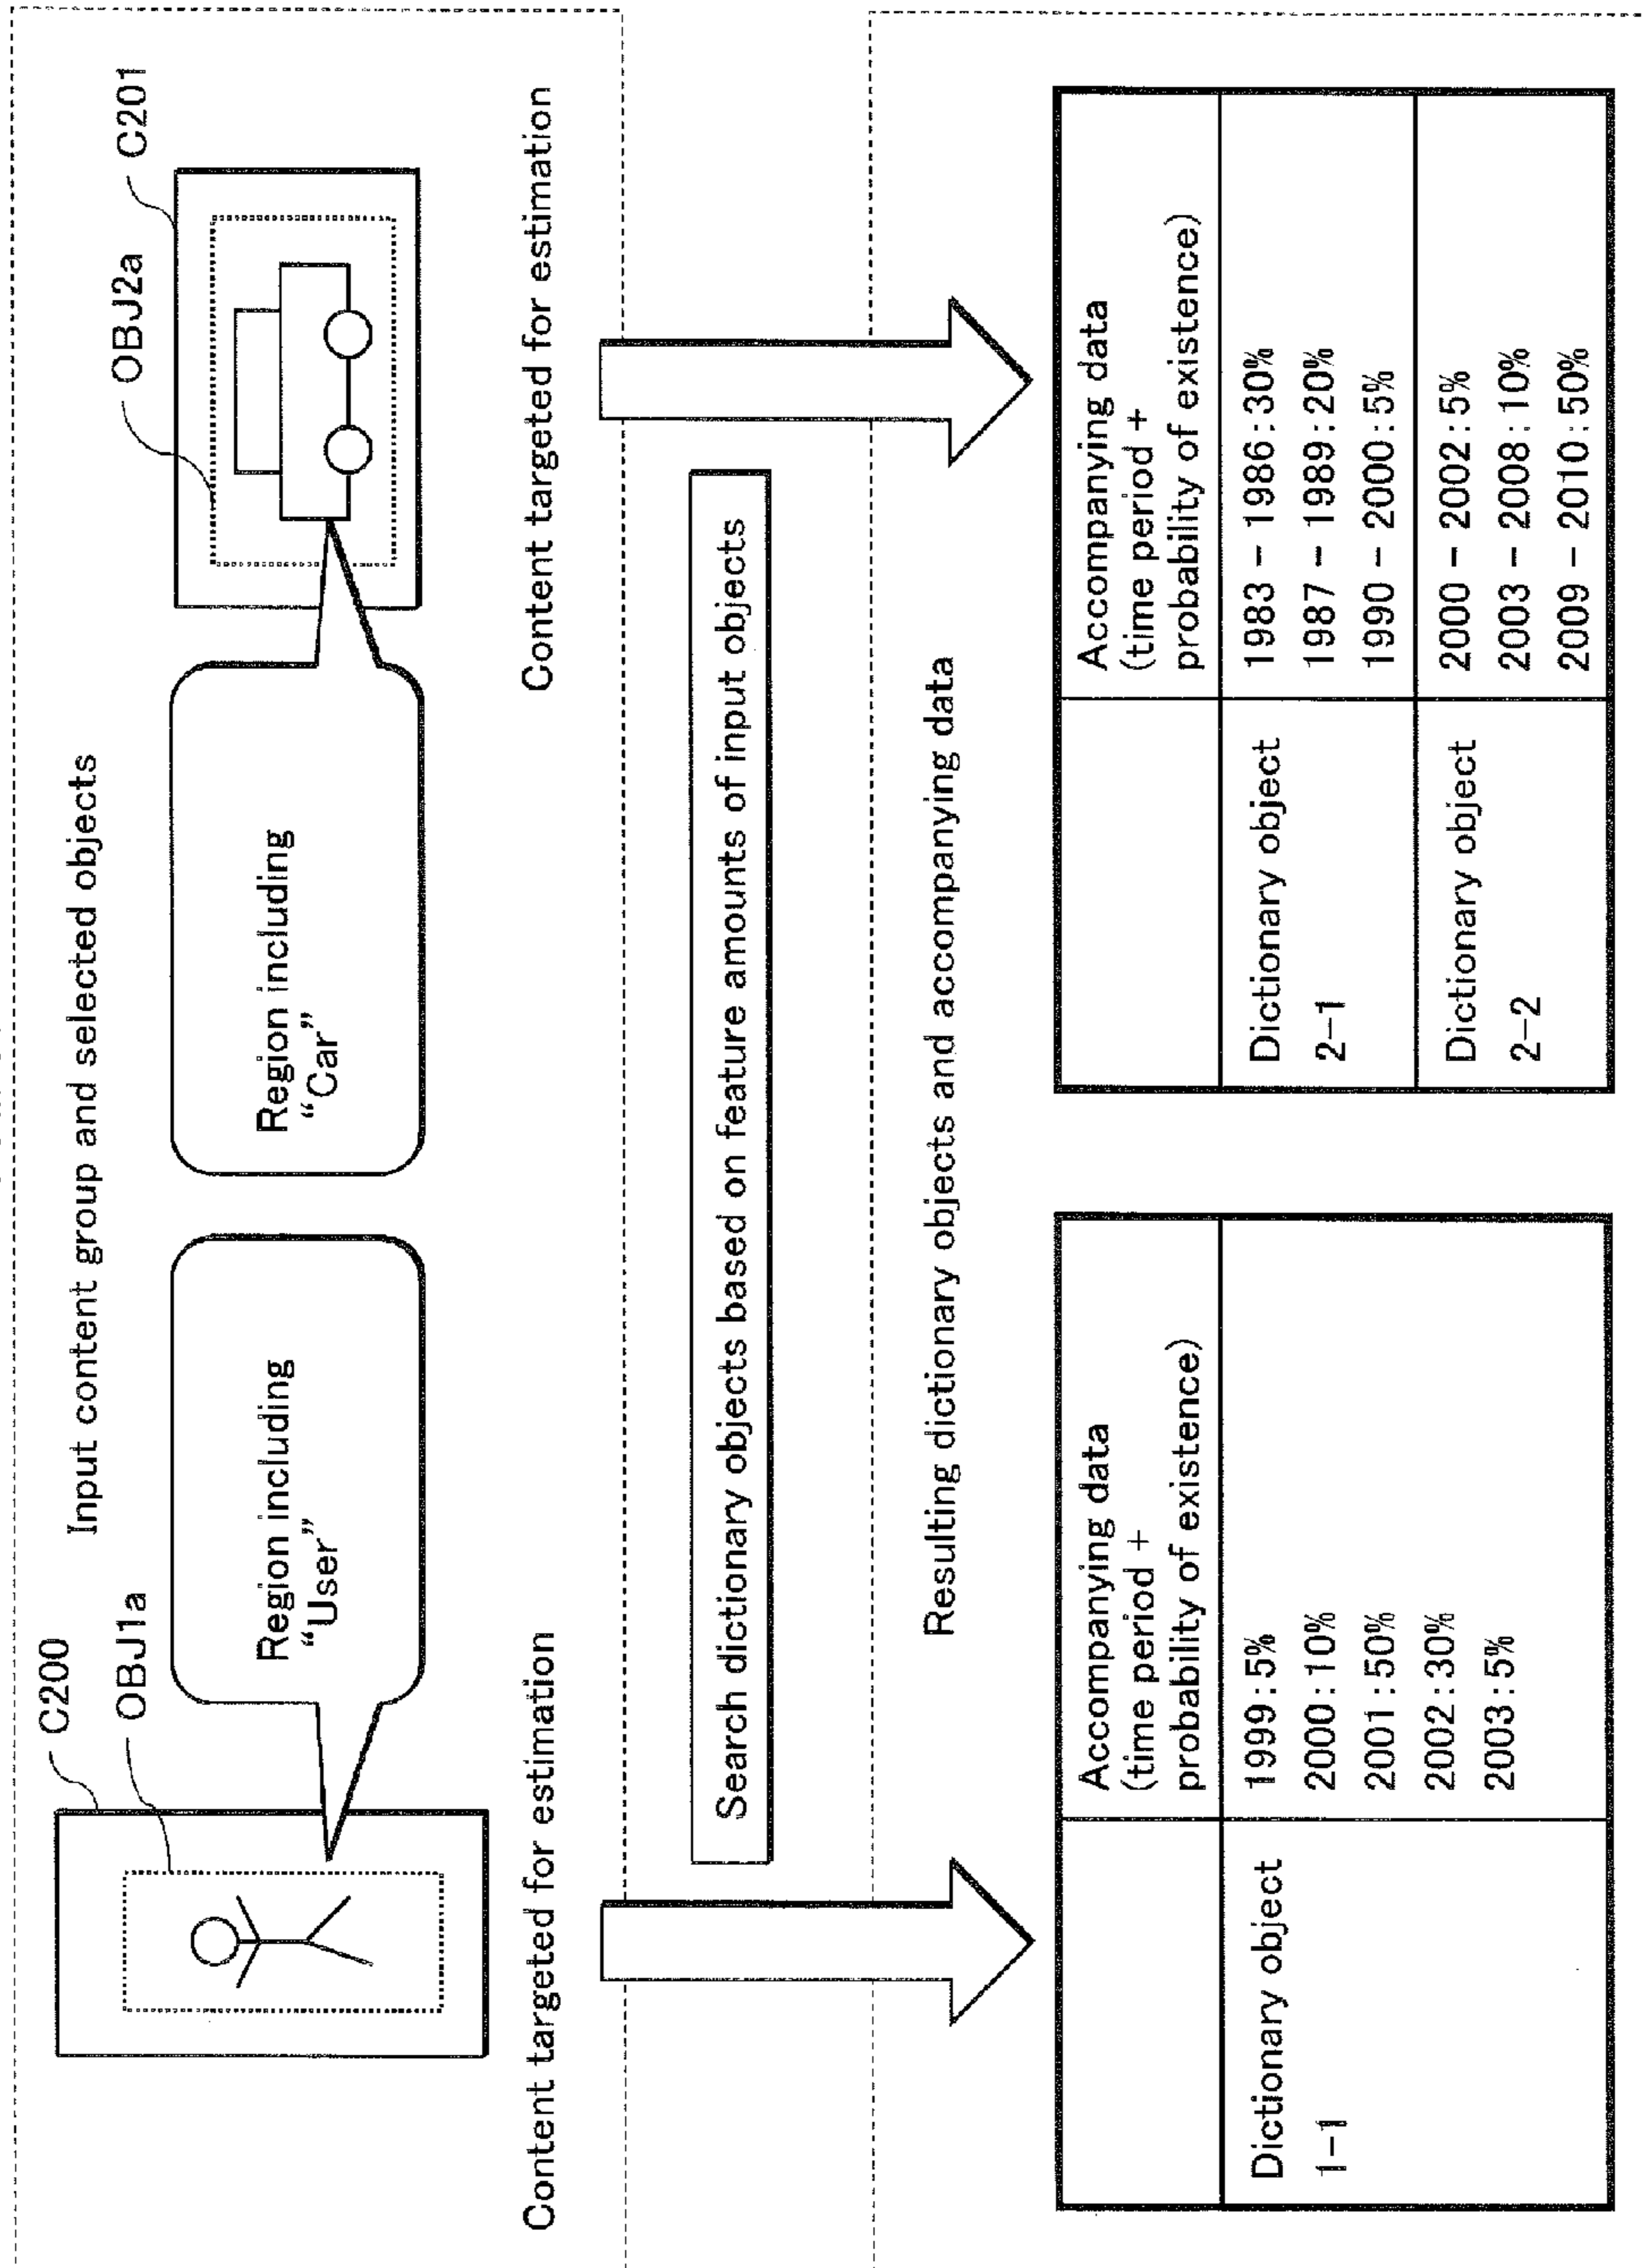 Input content group and selected objects
C200
OBJ1a
Region including
“User”
Region including
“Car”
OBJ2a
C201
Content targeted for estimation
Content targeted for estimation
Search dictionary objects based on feature amounts of input objects
Resulting dictionary objects and accompanying data
Accompanying data
(time period +
probability of existence)
Dictionary object
1-1
1999:5%
2000:10%
2001:50%
2002:30%
2003:5%
Accompanying data
(time period +
probability of existence)
Dictionary object
2-1
1983 - 1986:30%
1987 - 1989:20%
1990 - 2000:5%
Dictionary object
2-2
2000 - 2002:5%
2003 - 2008:10%
2009 - 2010:50%